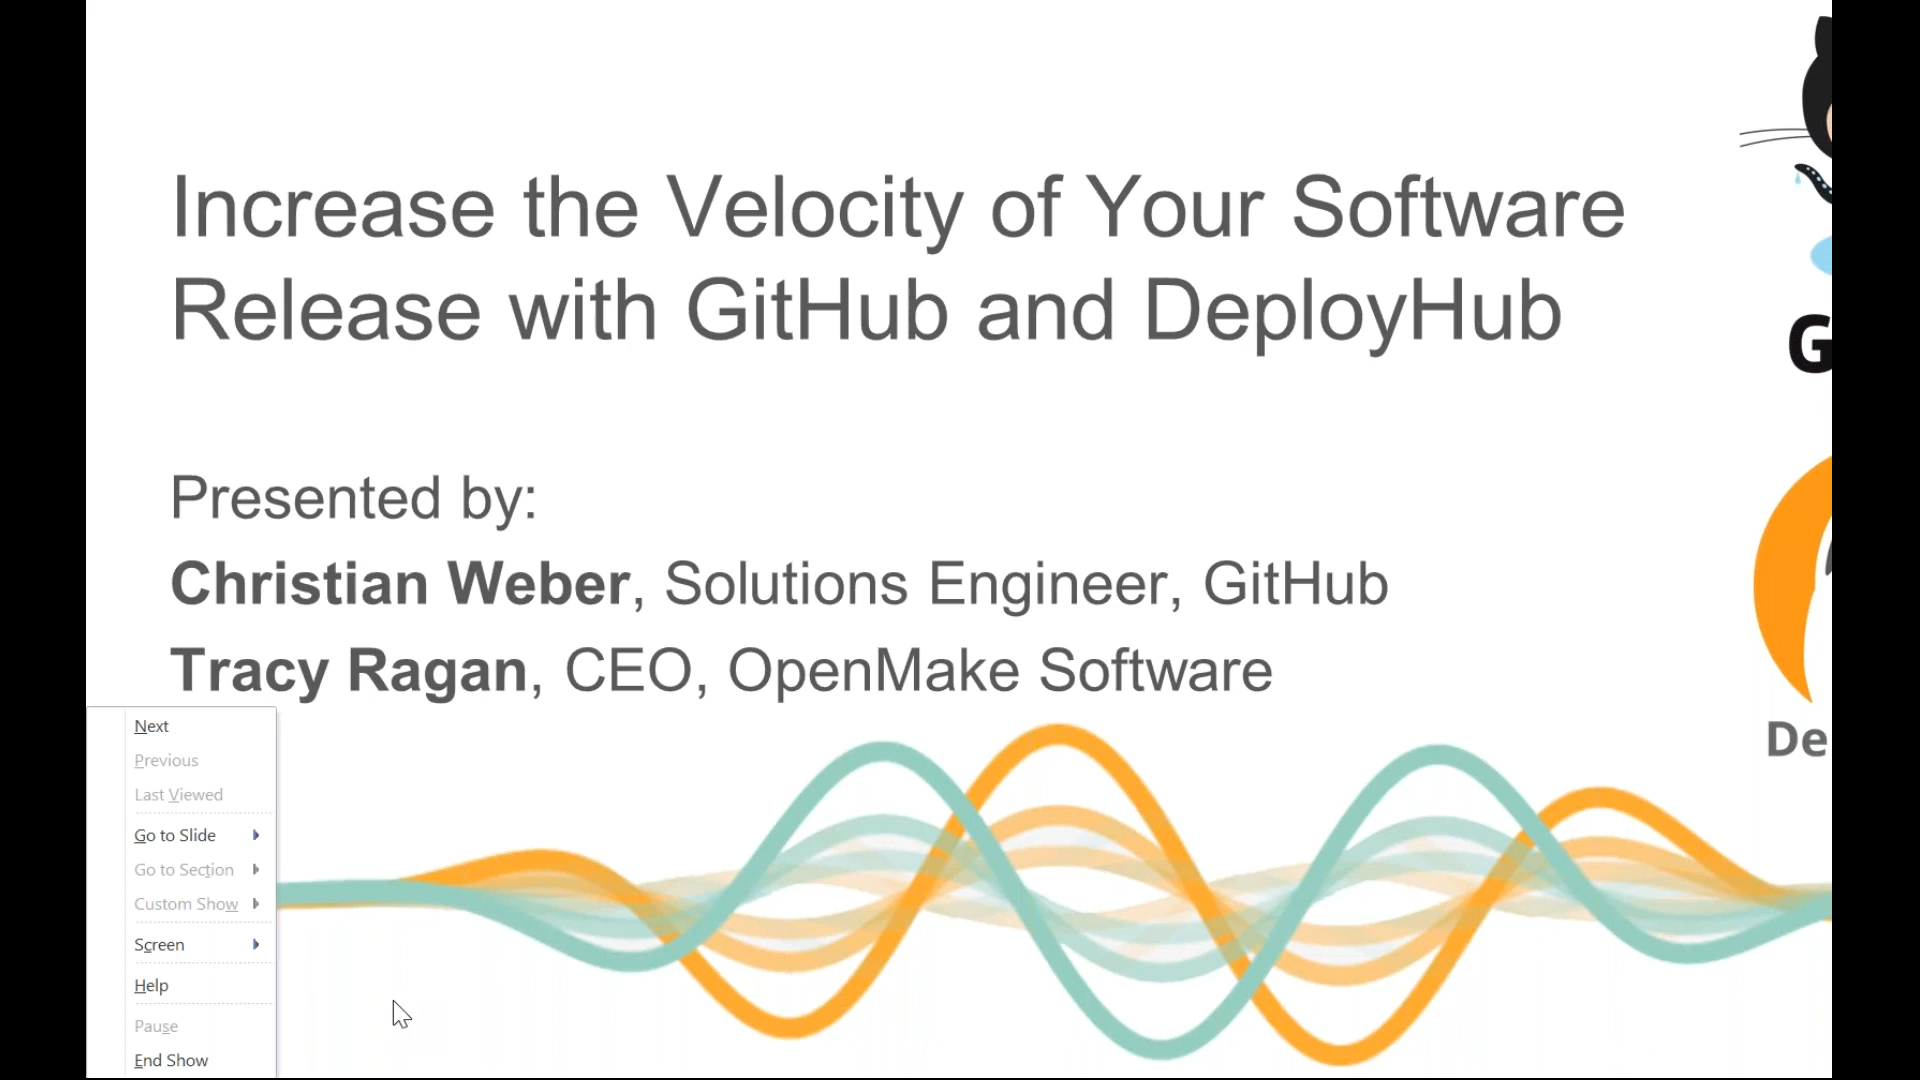 Increase the Velocity of Your Software
Release with GitHub and DeployHub
G
Presented by:
Christian Weber, Solutions Engineer, GitHub
Tracy Ragan, CEO, OpenMake Software
De
Next
Previous
Last Viewed
Go to Slide
Go to Section
Custom Show
Screen
Help
Pause
End Show